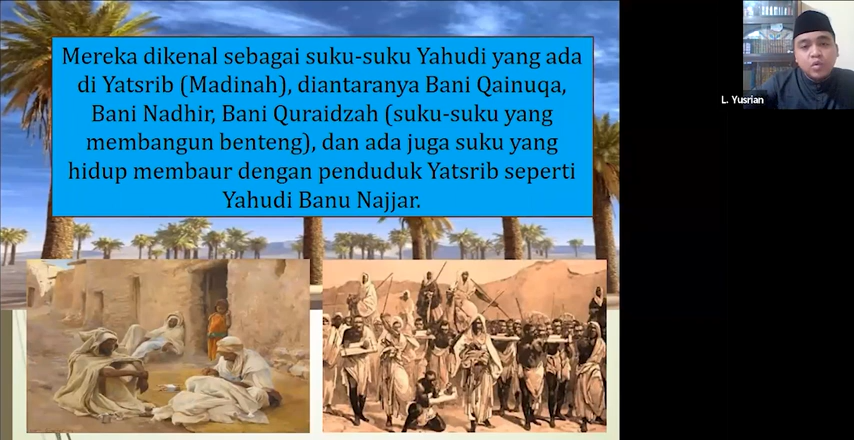 Mereka dikenal sebagai suku-suku Yahudi yang ada
di Yatsrib (Madinah), diantaranya Bani Qainuqa,
Bani Nadhir, Bani Quraidzah (suku-suku yang
membangun benteng), dan ada juga suku yang
hidup membaur dengan penduduk Yatsrib seperti
Yahudi Banu Najjar.
L. Yusrian